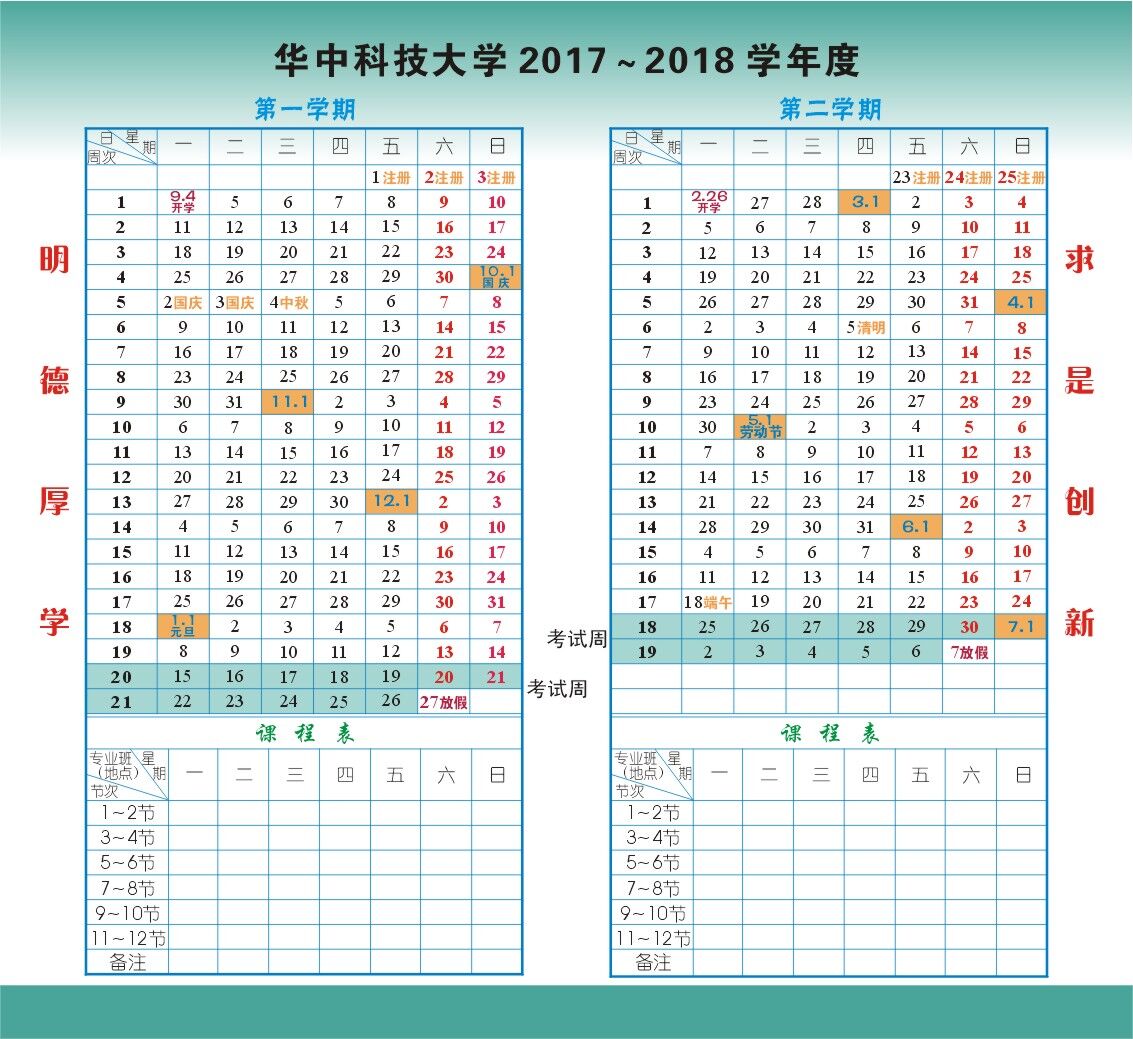 华中科技大学 2017～2018 学年度
第一学期
日 星期 周次 一 二 三 四 五 六 日
1注册 2注册 3注册
1 9.4开学 5 6 7 8 9 10
2 11 12 13 14 15 16 17
3 18 19 20 21 22 23 24
4 25 26 27 28 29 30 10.1国庆
5 2国庆 3国庆 4中秋 5 6 7 8
6 9 10 11 12 13 14 15
7 16 17 18 19 20 21 22
8 23 24 25 26 27 28 29
9 30 31 11.1 2 3 4 5
10 6 7 8 9 10 11 12
11 13 14 15 16 17 18 19
12 20 21 22 23 24 25 26
13 27 28 29 30 12.1 2 3
14 4 5 6 7 8 9 10
15 11 12 13 14 15 16 17
16 18 19 20 21 22 23 24
17 25 26 27 28 29 30 31
18 1.1元旦 2 3 4 5 6 7
19 8 9 10 11 12 13 14
20 15 16 17 18 19 20 21
21 22 23 24 25 26 27放假
考试周
课程表
专业班（地点） 星期 节次 一 二 三 四 五 六 日
1～2节
3～4节
5～6节
7～8节
9～10节
11～12节
备注
第二学期
日 星期 周次 一 二 三 四 五 六 日
23注册 24注册 25注册
1 2.26开学 27 28 3.1 2 3 4
2 5 6 7 8 9 10 11
3 12 13 14 15 16 17 18
4 19 20 21 22 23 24 25
5 26 27 28 29 30 31 4.1
6 2 3 4 5清明 6 7 8
7 9 10 11 12 13 14 15
8 16 17 18 19 20 21 22
9 23 24 25 26 27 28 29
10 30 5.1劳动节 2 3 4 5 6
11 7 8 9 10 11 12 13
12 14 15 16 17 18 19 20
13 21 22 23 24 25 26 27
14 28 29 30 31 6.1 2 3
15 4 5 6 7 8 9 10
16 11 12 13 14 15 16 17
17 18端午 19 20 21 22 23 24
18 25 26 27 28 29 30 7.1
19 2 3 4 5 6 7放假
考试周
课程表
专业班（地点） 星期 节次 一 二 三 四 五 六 日
1～2节
3～4节
5～6节
7～8节
9～10节
11～12节
备注
明德厚学
求是创新